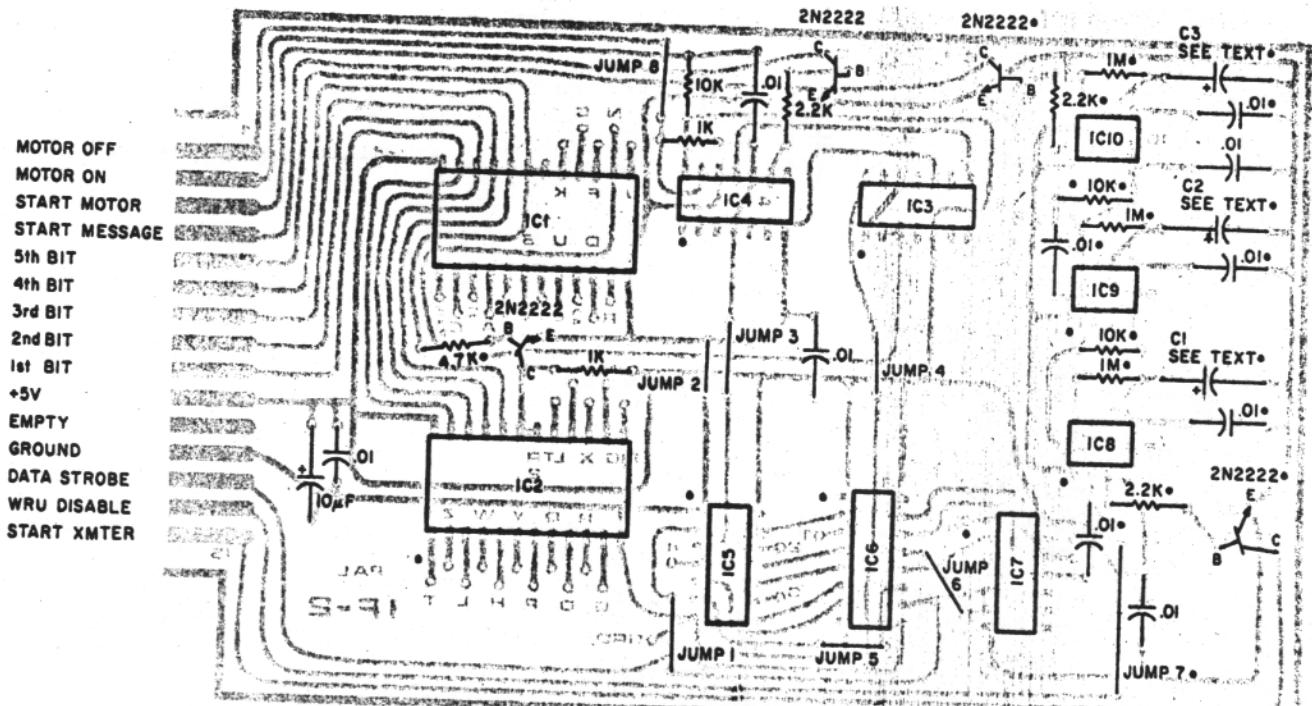 2N2222
2N2222•
C3
SEE TEXT•
1M•
JUMP 8
10K
.01
C
B
E
2.2K
C
E
B
2.2K•
.01•
1K
IC10
.01
MOTOR OFF
MOTOR ON
START MOTOR
START MESSAGE
5th BIT
4th BIT
3rd BIT
2nd BIT
1st BIT
+5V
EMPTY
GROUND
DATA STROBE
WRU DISABLE
START XMTER
IC1
IC4
IC3
10K•
C2
SEE TEXT•
1M•
.01•
.01•
IC9
2N2222
B
E
C
4.7K•
1K
JUMP 2
JUMP 3
.01
JUMP 4
10K•
1M•
C1
SEE TEXT•
.01•
IC8
.01
10µF
IC2
IC5
IC6
JUMP 6
IC7
2.2K•
2N2222•
E
B
C
.01•
.01
JUMP 1
JUMP 5
JUMP 7•
PAL
IF-2